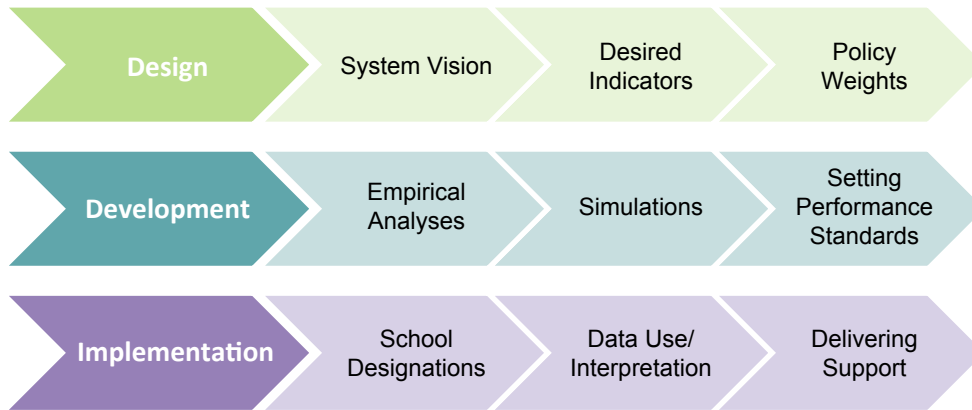 Design
System Vision
Desired
Indicators
Policy
Weights
Development
Empirical
Analyses
Simulations
Setting
Performance
Standards
Implementation
School
Designations
Data Use/
Interpretation
Delivering
Support